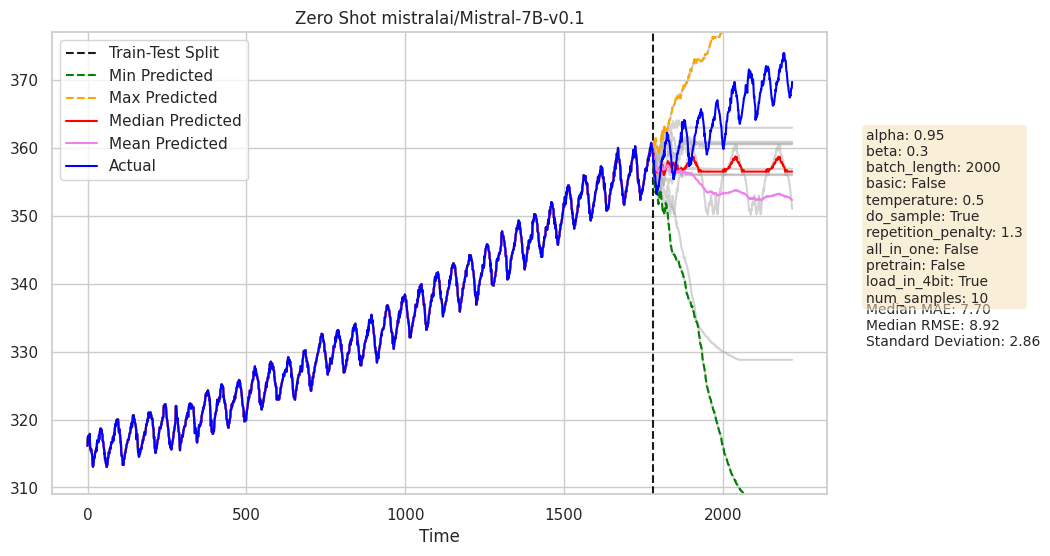 Zero Shot mistralai/Mistral-7B-v0.1
Train-Test Split
Min Predicted
Max Predicted
Median Predicted
Mean Predicted
Actual
370
360
350
340
330
320
310
0
500
1000
1500
2000
Time
alpha: 0.95
beta: 0.3
batch_length: 2000
basic: False
temperature: 0.5
do_sample: True
repetition_penalty: 1.3
all_in_one: False
pretrain: False
load_in_4bit: True
num_samples: 10
Median MAE: 7.70
Median RMSE: 8.92
Standard Deviation: 2.86